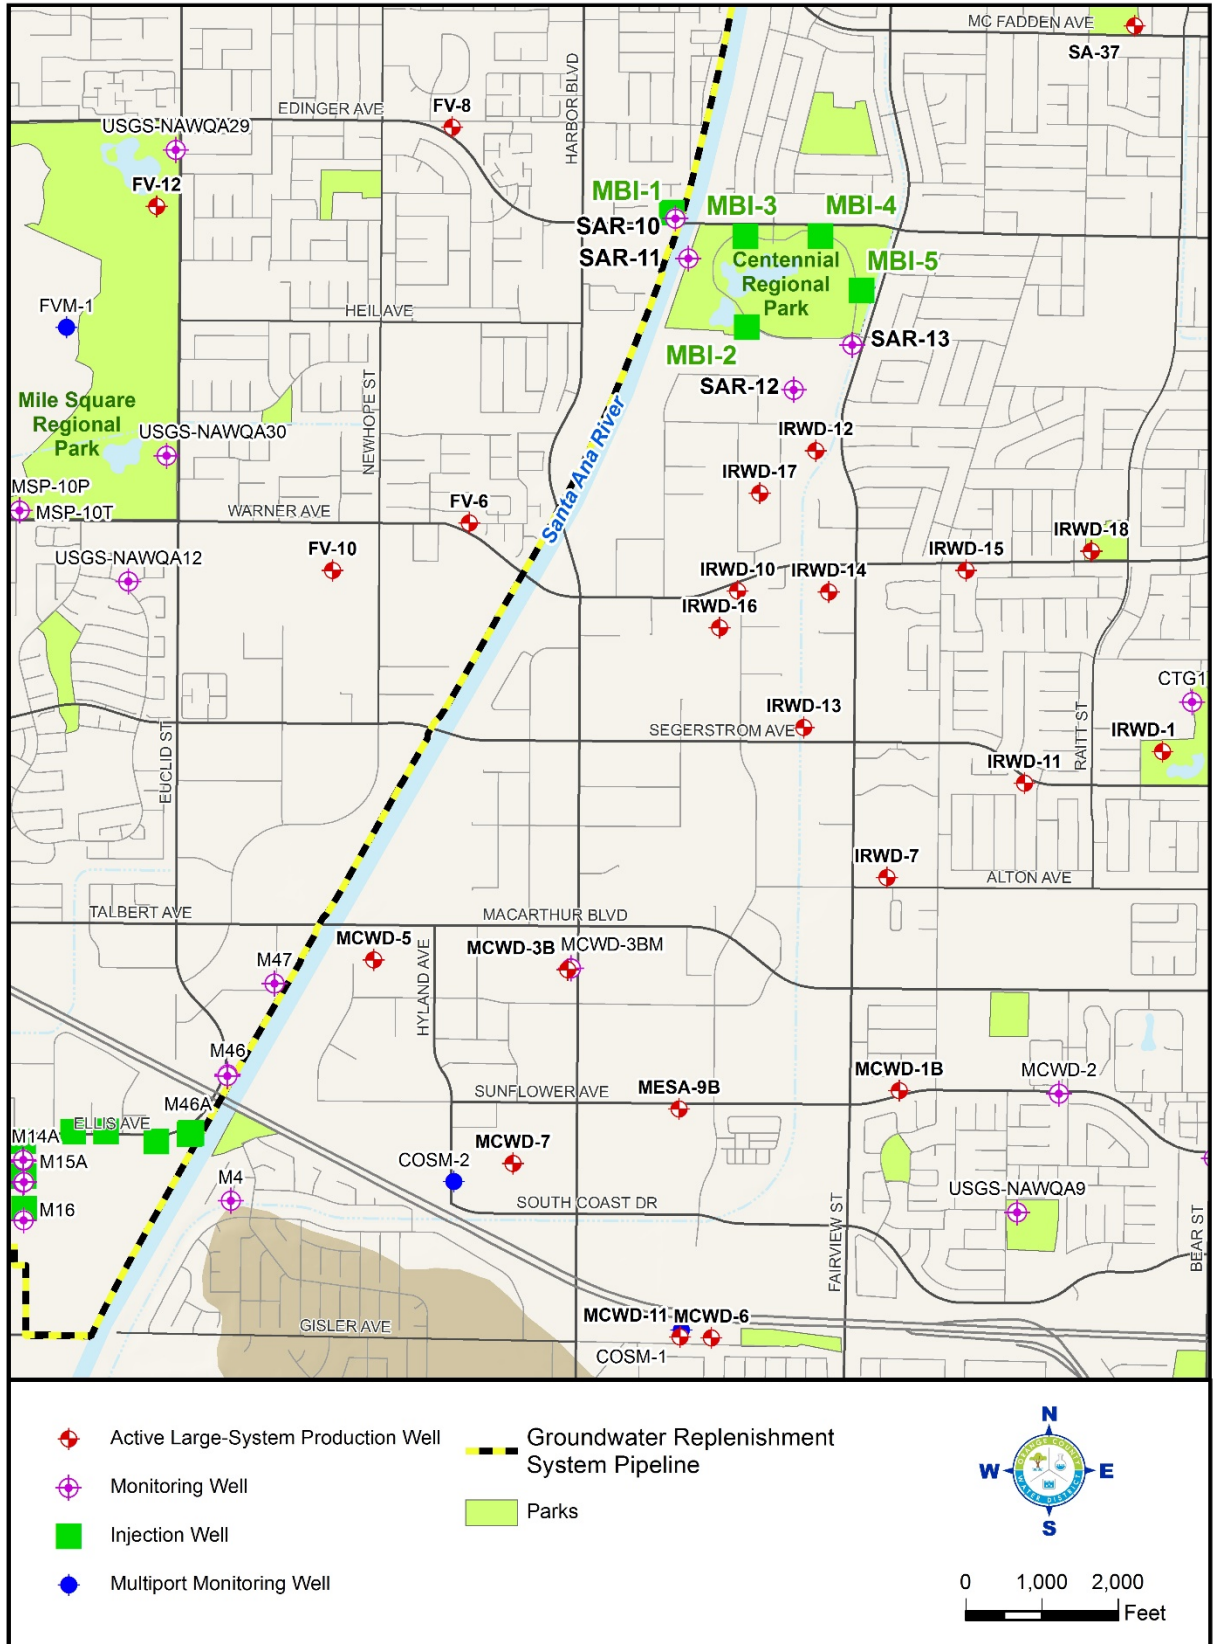 MC FADDEN AVE
SA-37
HARBOR BLVD
FV-8
EDINGER AVE
USGS-NAWQA29
FV-12
MBI-1
MBI-3
MBI-4
SAR-10
SAR-11
Centennial
Regional
Park
MBI-5
FVM-1
HEIL AVE
SAR-13
MBI-2
SAR-12
NEWHOPE ST
Mile Square
Regional
Park
Santa Ana River
USGS-NAWQA30
IRWD-12
IRWD-17
MSP-10P
MSP-10T
WARNER AVE
FV-6
IRWD-18
FV-10
USGS-NAWQA12
IRWD-15
IRWD-10
IRWD-14
IRWD-16
CTG1
IRWD-13
SEGERSTROM AVE
RAITT ST
IRWD-1
EUCLID ST
IRWD-11
IRWD-7
ALTON AVE
TALBERT AVE
MACARTHUR BLVD
MCWD-5
MCWD-3B
MCWD-3BM
M47
HYLAND AVE
M46
SUNFLOWER AVE
MESA-9B
MCWD-1B
MCWD-2
M46A
ELLIS AVE
M14A
M15A
MCWD-7
COSM-2
M4
M16
SOUTH COAST DR
USGS-NAWQA9
FAIRVIEW ST
BEAR ST
GISLER AVE
MCWD-11
MCWD-6
COSM-1
Active Large-System Production Well
Monitoring Well
Injection Well
Multiport Monitoring Well
Groundwater Replenishment
System Pipeline
Parks
N
W
E
S
ORANGE COUNTY
WATER DISTRICT
0 1,000 2,000
Feet